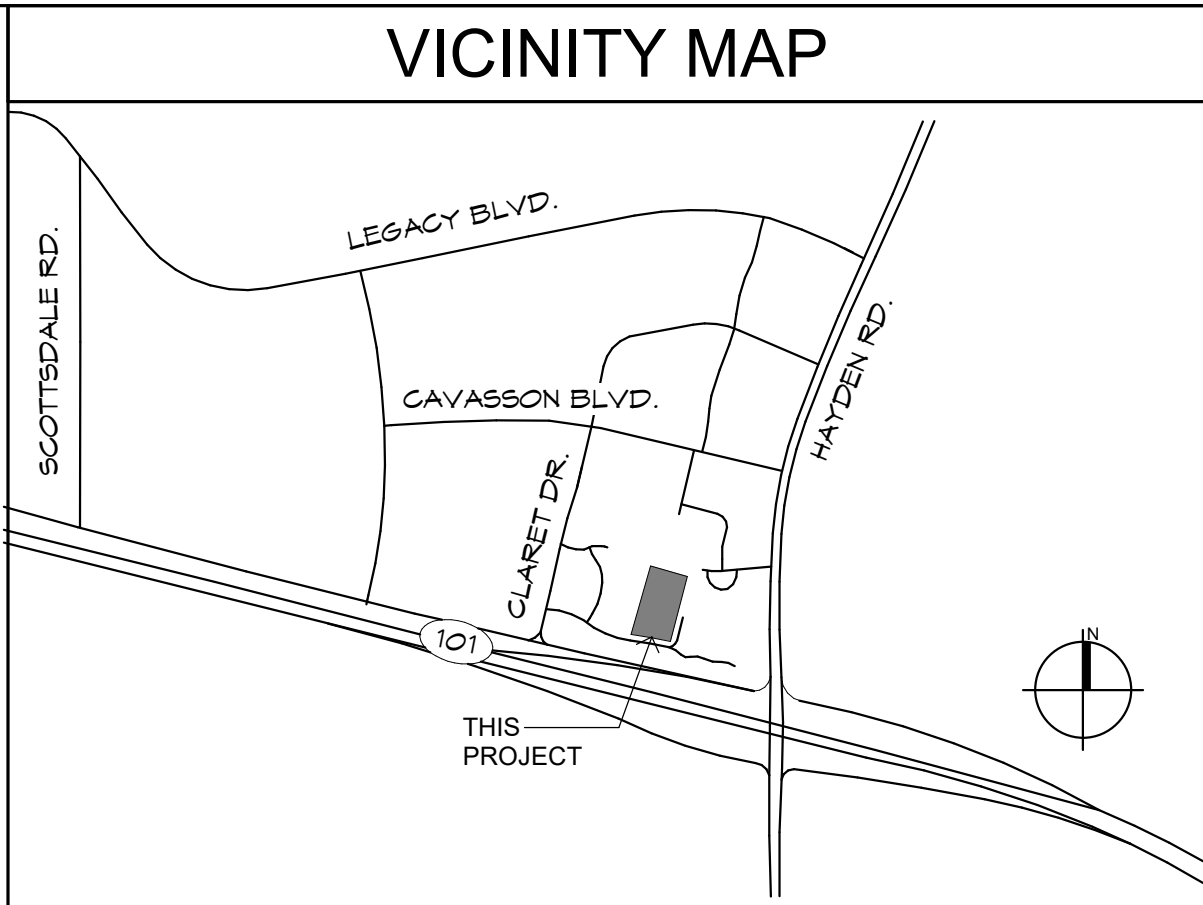 VICINITY MAP
LEGACY BLVD.
SCOTTSDALE RD.
HAYDEN RD.
CAVASSON BLVD.
CLARET DR.
101
N
THIS
PROJECT